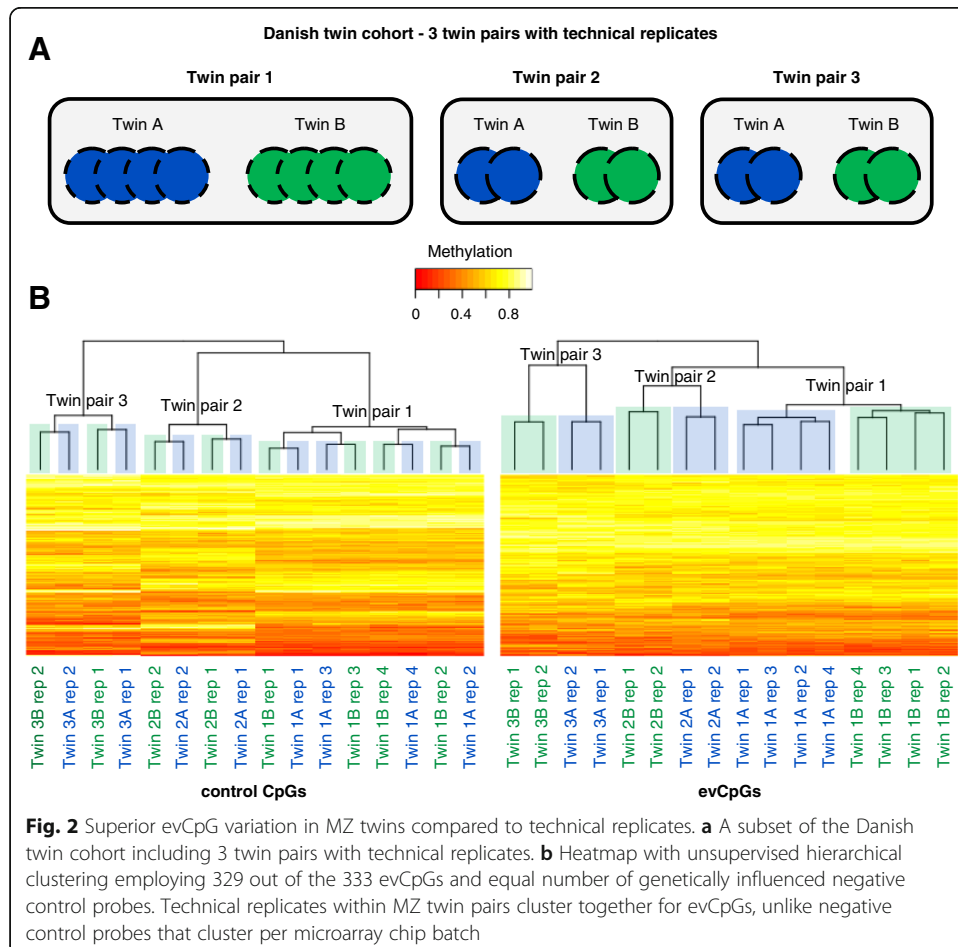 A
Danish twin cohort - 3 twin pairs with technical replicates
Twin pair 1
Twin pair 2
Twin pair 3
Twin A
Twin B
Twin A
Twin B
Twin A
Twin B
Methylation
0
0.4
0.8
B
Twin pair 3
Twin pair 2
Twin pair 1
Twin pair 3
Twin pair 2
Twin pair 1
Twin 3B rep 2
Twin 3A rep 2
Twin 3B rep 1
Twin 3A rep 1
Twin 2B rep 2
Twin 2A rep 2
Twin 2B rep 1
Twin 2A rep 1
Twin 1B rep 1
Twin 1A rep 1
Twin 1A rep 3
Twin 1B rep 3
Twin 1B rep 4
Twin 1A rep 4
Twin 1B rep 2
Twin 1A rep 2
control CpGs
Twin 3B rep 1
Twin 3B rep 2
Twin 3A rep 2
Twin 3A rep 1
Twin 2B rep 1
Twin 2B rep 2
Twin 2A rep 1
Twin 2A rep 2
Twin 1A rep 1
Twin 1A rep 3
Twin 1A rep 2
Twin 1A rep 4
Twin 1B rep 4
Twin 1B rep 3
Twin 1B rep 1
Twin 1B rep 2
evCpGs
Fig. 2 Superior evCpG variation in MZ twins compared to technical replicates. a A subset of the Danish
twin cohort including 3 twin pairs with technical replicates. b Heatmap with unsupervised hierarchical
clustering employing 329 out of the 333 evCpGs and equal number of genetically influenced negative
control probes. Technical replicates within MZ twin pairs cluster together for evCpGs, unlike negative
control probes that cluster per microarray chip batch